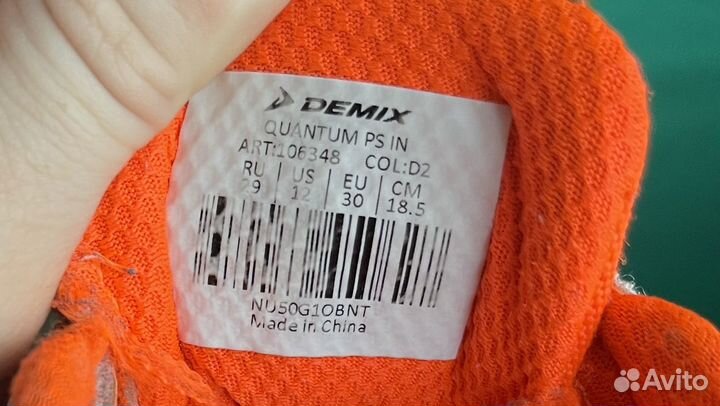 DEMIX
QUANTUM PS IN
ART:106348 COL:D2
RU | US | EU | CM
29 | 12 | 30 | 18.5
NU50G1OBNT
Made in China
Avito